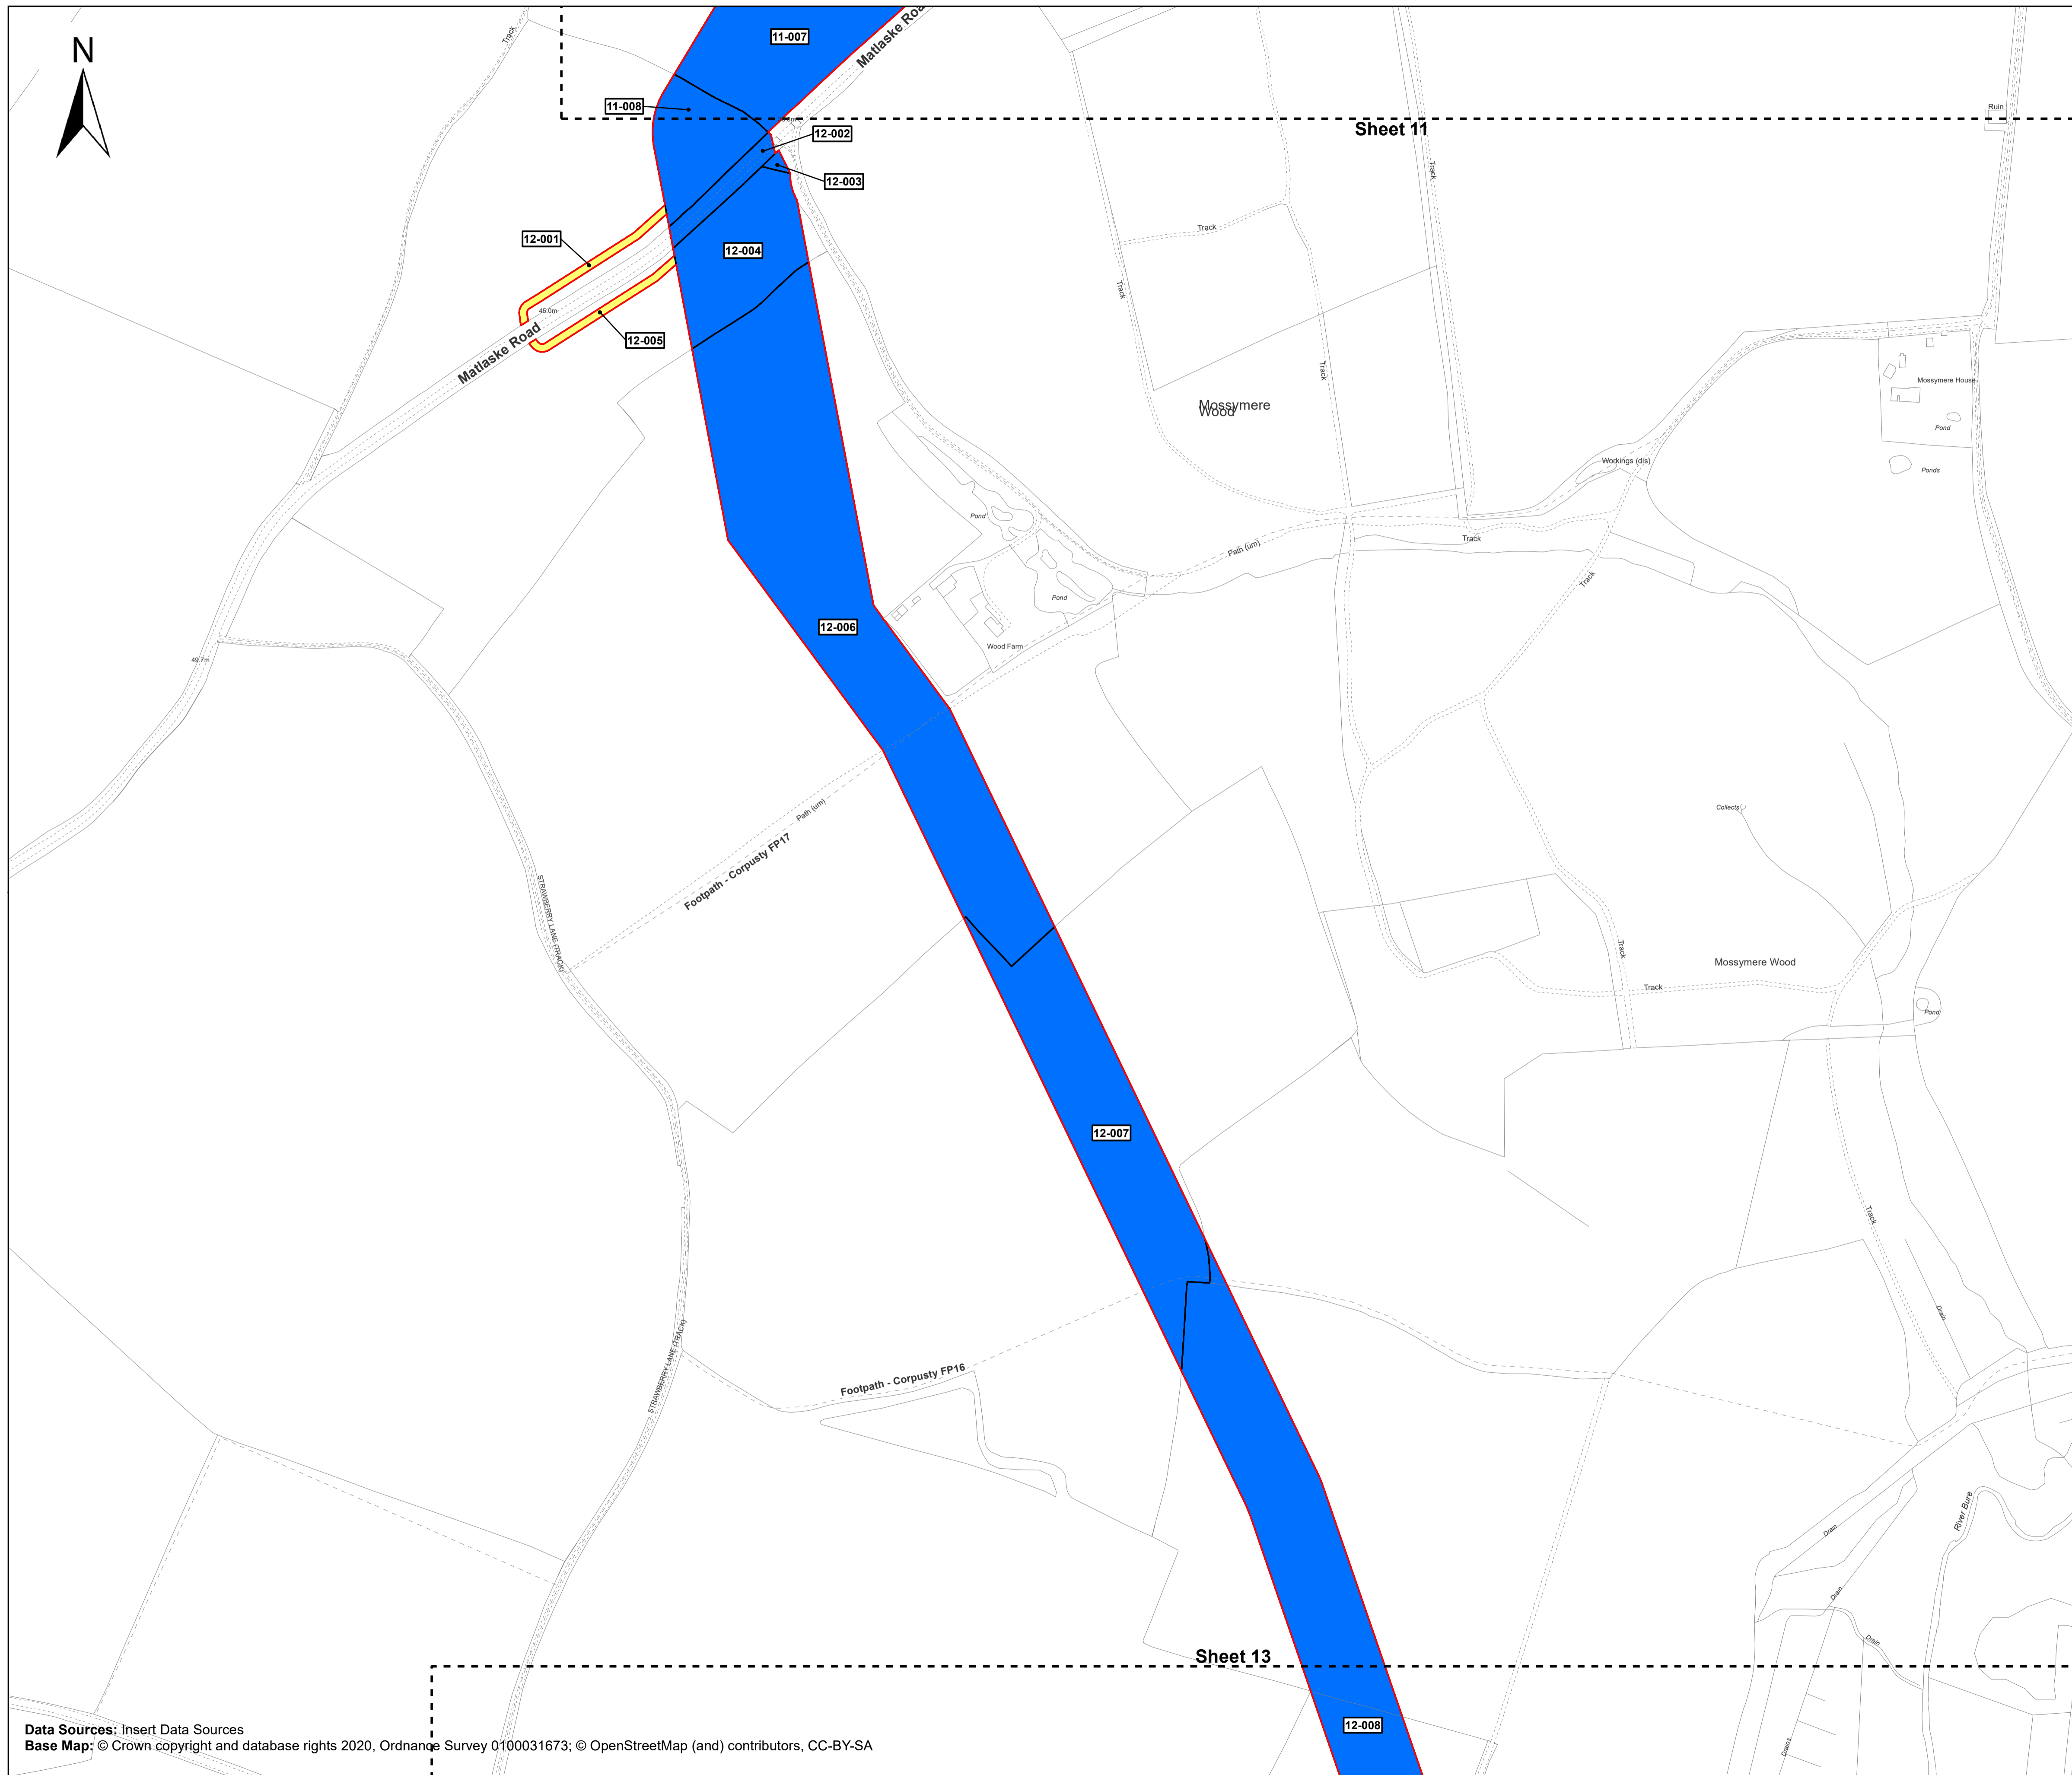 N
Track
11-007
Matlaske Road
11-008
12-002
Sheet 11
Ruin
12-003
Track
Track
12-001
12-004
Track
45.0m
12-005
Matlaske Road
Track
Mossymere House
Mossymere
Wood
Pond
Workings (dis)
Ponds
Pond
Path (um)
Track
Track
Pond
12-006
Wood Farm
49.7m
Path (um)
Collects
Footpath - Corpusty FP17
STRAWBERRY LANE (TRACK)
Track
Mossymere Wood
Track
Pond
12-007
Track
Drain
STRAWBERRY LANE (TRACK)
Footpath - Corpusty FP16
River Bure
Drain
Drain
Drain
Sheet 13
12-008
Drains
Data Sources: Insert Data Sources
Base Map: © Crown copyright and database rights 2020, Ordnance Survey 0100031673; © OpenStreetMap (and) contributors, CC-BY-SA